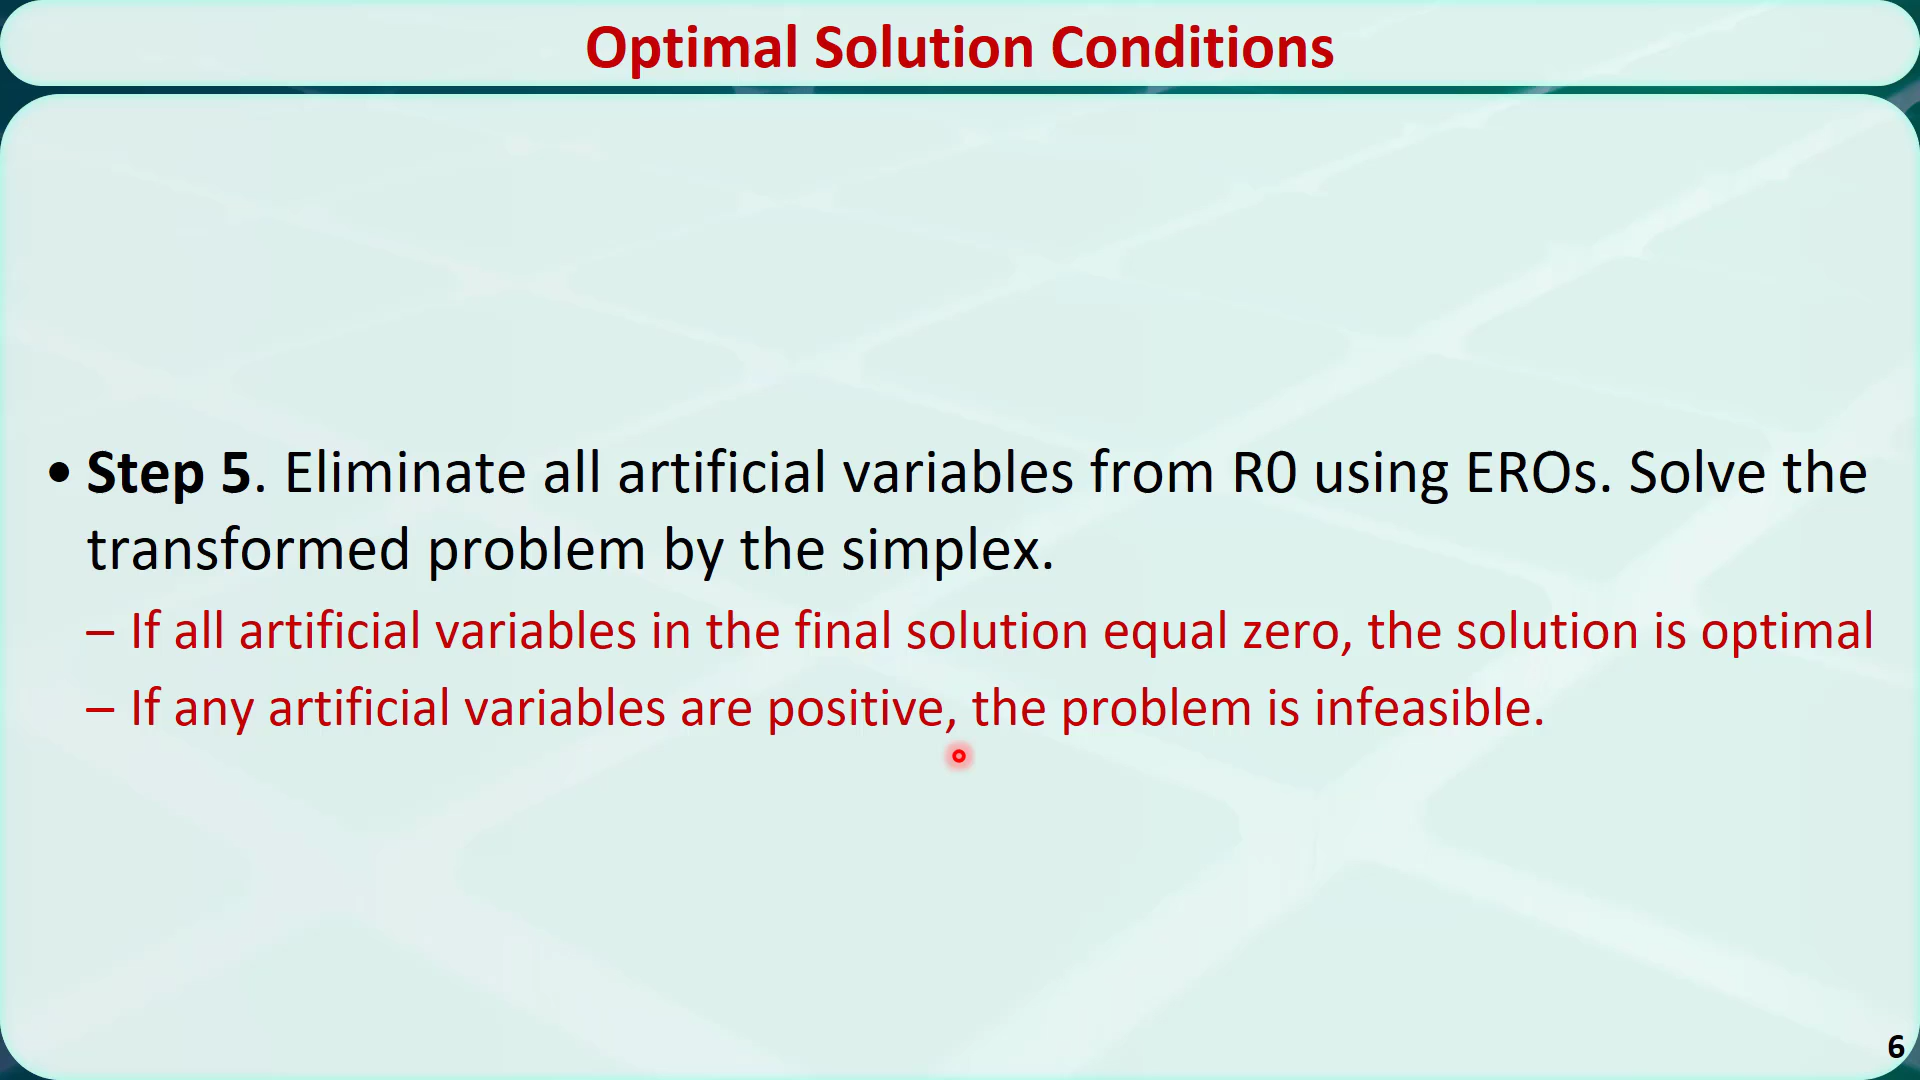 Optimal Solution Conditions
• Step 5. Eliminate all artificial variables from R0 using EROs. Solve the
transformed problem by the simplex.
– If all artificial variables in the final solution equal zero, the solution is optimal
– If any artificial variables are positive, the problem is infeasible.
6